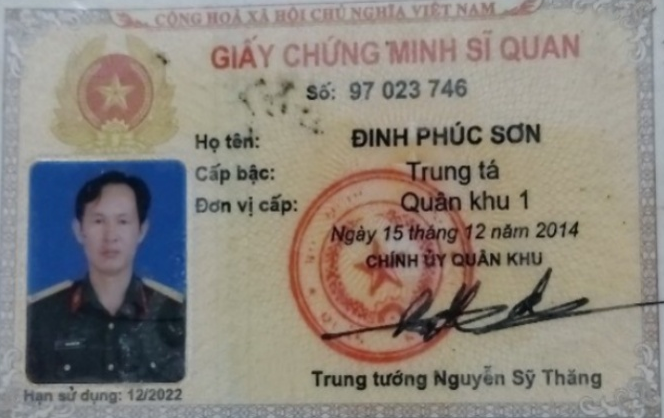 CỘNG HOÀ XÃ HỘI CHỦ NGHĨA VIỆT NAM
GIẤY CHỨNG MINH SĨ QUAN
Số: 97 023 746
Họ tên: ĐINH PHÚC SƠN
Cấp bậc: Trung tá
Đơn vị cấp: Quân khu 1
Ngày 15 tháng 12 năm 2014
CHÍNH ỦY QUÂN KHU
Trung tướng Nguyễn Sỹ Thăng
Hạn sử dụng: 12/2022